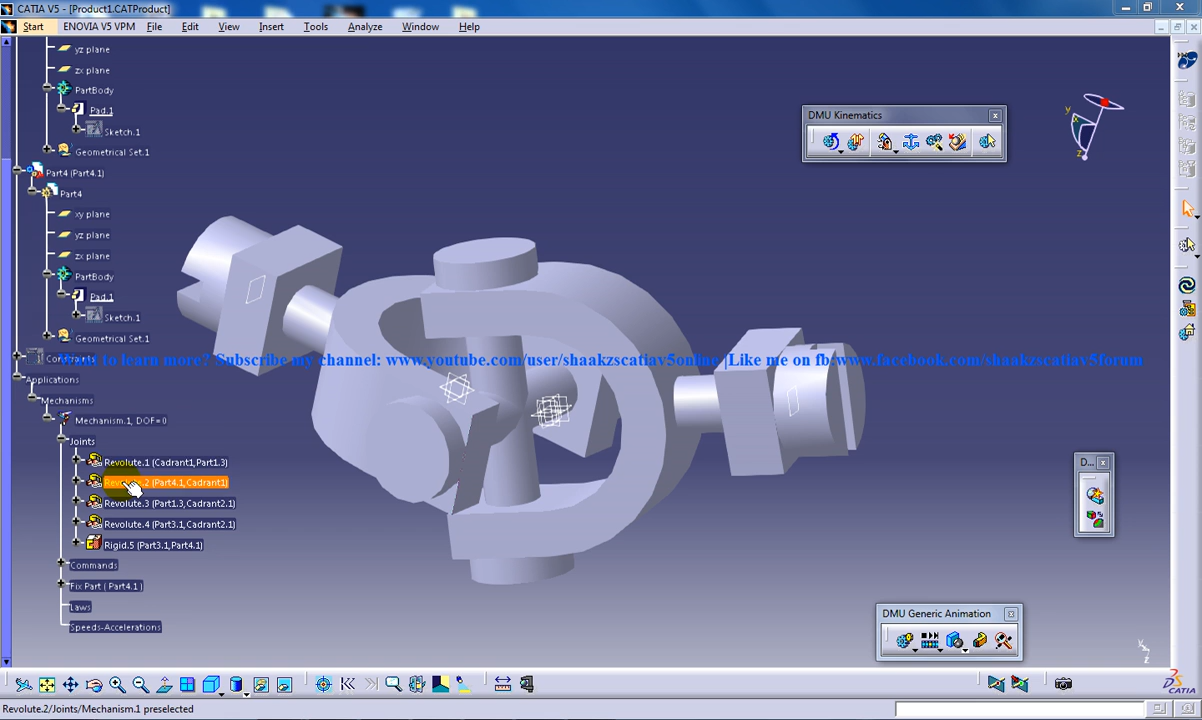 CATIA V5 - [Product1.CATProduct]
Start ENOVIA V5 VPM File Edit View Insert Tools Analyze Window Help
yz plane
zx plane
PartBody
Pad.1
Sketch.1
Geometrical Set.1
Part4 (Part4.1)
Part4
xy plane
yz plane
zx plane
PartBody
Pad.1
Sketch.1
Geometrical Set.1
Want to learn more? Subscribe my channel: www.youtube.com/user/shaakzscatiav5online |Like me on fb:www.facebook.com/shaakzscatiav5forum
Applications
Mechanisms
Mechanism.1, DOF=0
Joints
Revolute.1 (Cadrant1,Part1.3)
Revolute.2 (Part4.1,Cadrant1)
Revolute.3 (Part1.3,Cadrant2.1)
Revolute.4 (Part3.1,Cadrant2.1)
Rigid.5 (Part3.1,Part4.1)
Commands
Fix Part ( Part4.1 )
Laws
Speeds-Accelerations
DMU Kinematics
D...
DMU Generic Animation
CATIA
Revolute.2/Joints/Mechanism.1 preselected